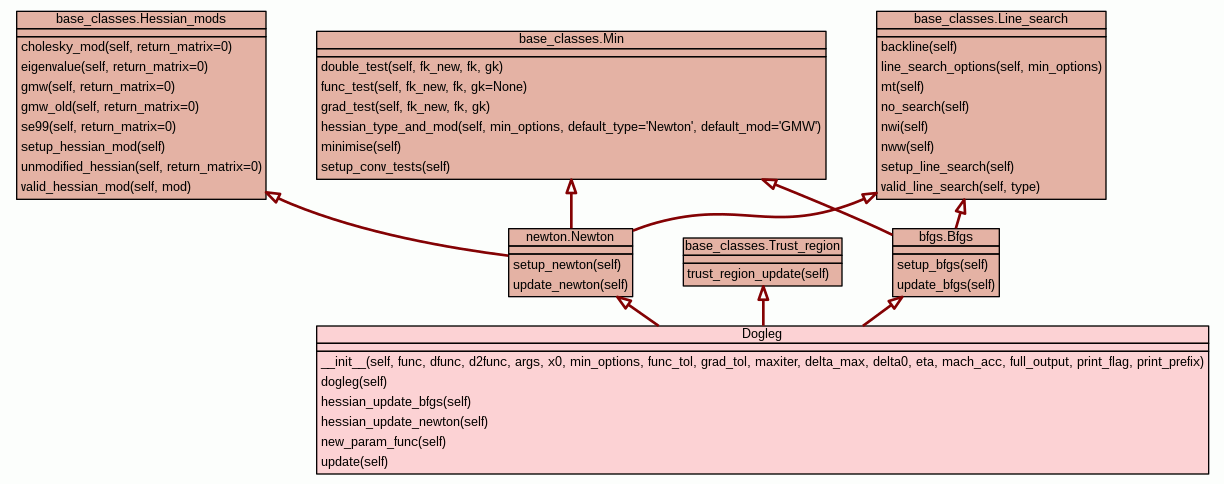 base_classes.Hessian_mods
cholesky_mod(self, return_matrix=0)
eigenvalue(self, return_matrix=0)
gmw(self, return_matrix=0)
gmw_old(self, return_matrix=0)
se99(self, return_matrix=0)
setup_hessian_mod(self)
unmodified_hessian(self, return_matrix=0)
valid_hessian_mod(self, mod)
base_classes.Min
double_test(self, fk_new, fk, gk)
func_test(self, fk_new, fk, gk=None)
grad_test(self, fk_new, fk, gk)
hessian_type_and_mod(self, min_options, default_type='Newton', default_mod='GMW')
minimise(self)
setup_conv_tests(self)
base_classes.Line_search
backline(self)
line_search_options(self, min_options)
mt(self)
no_search(self)
nwi(self)
nww(self)
setup_line_search(self)
valid_line_search(self, type)
newton.Newton
setup_newton(self)
update_newton(self)
base_classes.Trust_region
trust_region_update(self)
bfgs.Bfgs
setup_bfgs(self)
update_bfgs(self)
Dogleg
__init__(self, func, dfunc, d2func, args, x0, min_options, func_tol, grad_tol, maxiter, delta_max, delta0, eta, mach_acc, full_output, print_flag, print_prefix)
dogleg(self)
hessian_update_bfgs(self)
hessian_update_newton(self)
new_param_func(self)
update(self)